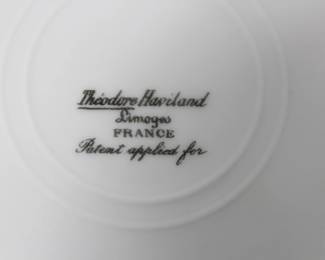 Théodore Haviland
Limoges
FRANCE
Patent applied for